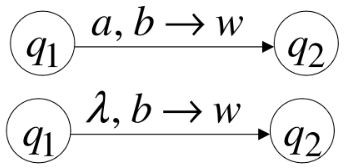 q₁ a, b → w q₂
q₁ λ, b → w q₂